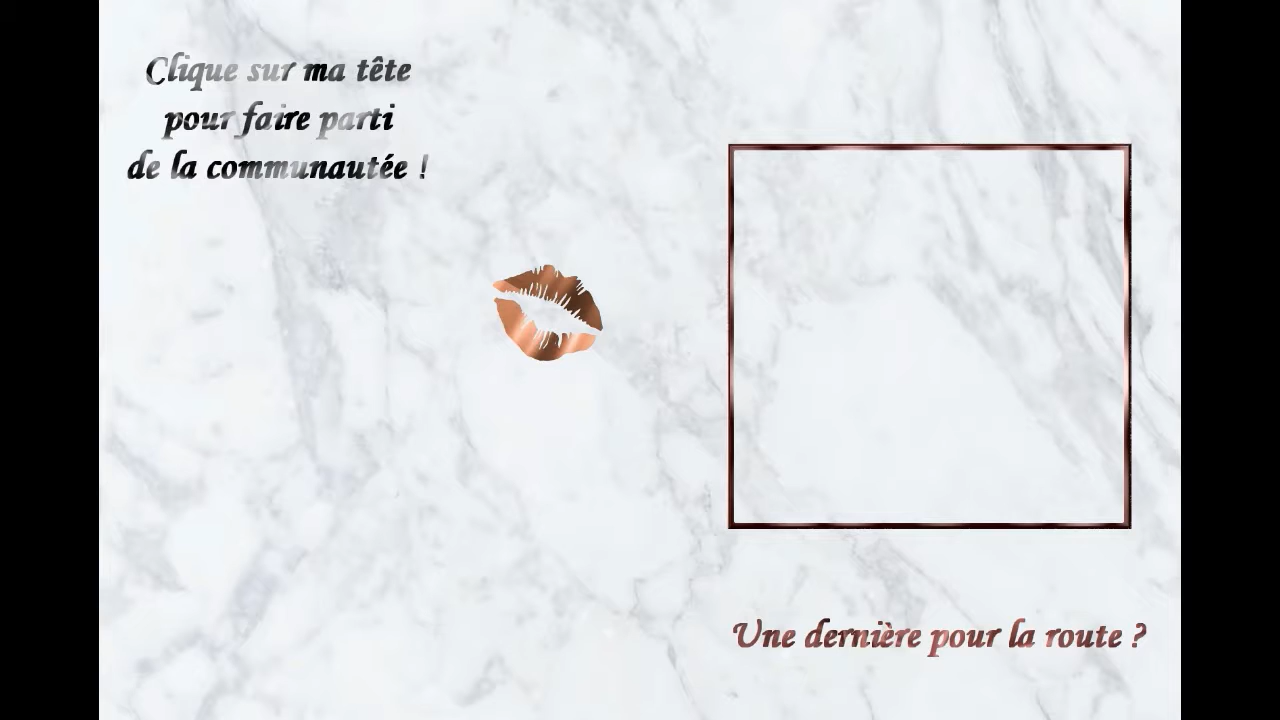 Clique sur ma tête
pour faire parti
de la communautée !
Une dernière pour la route ?